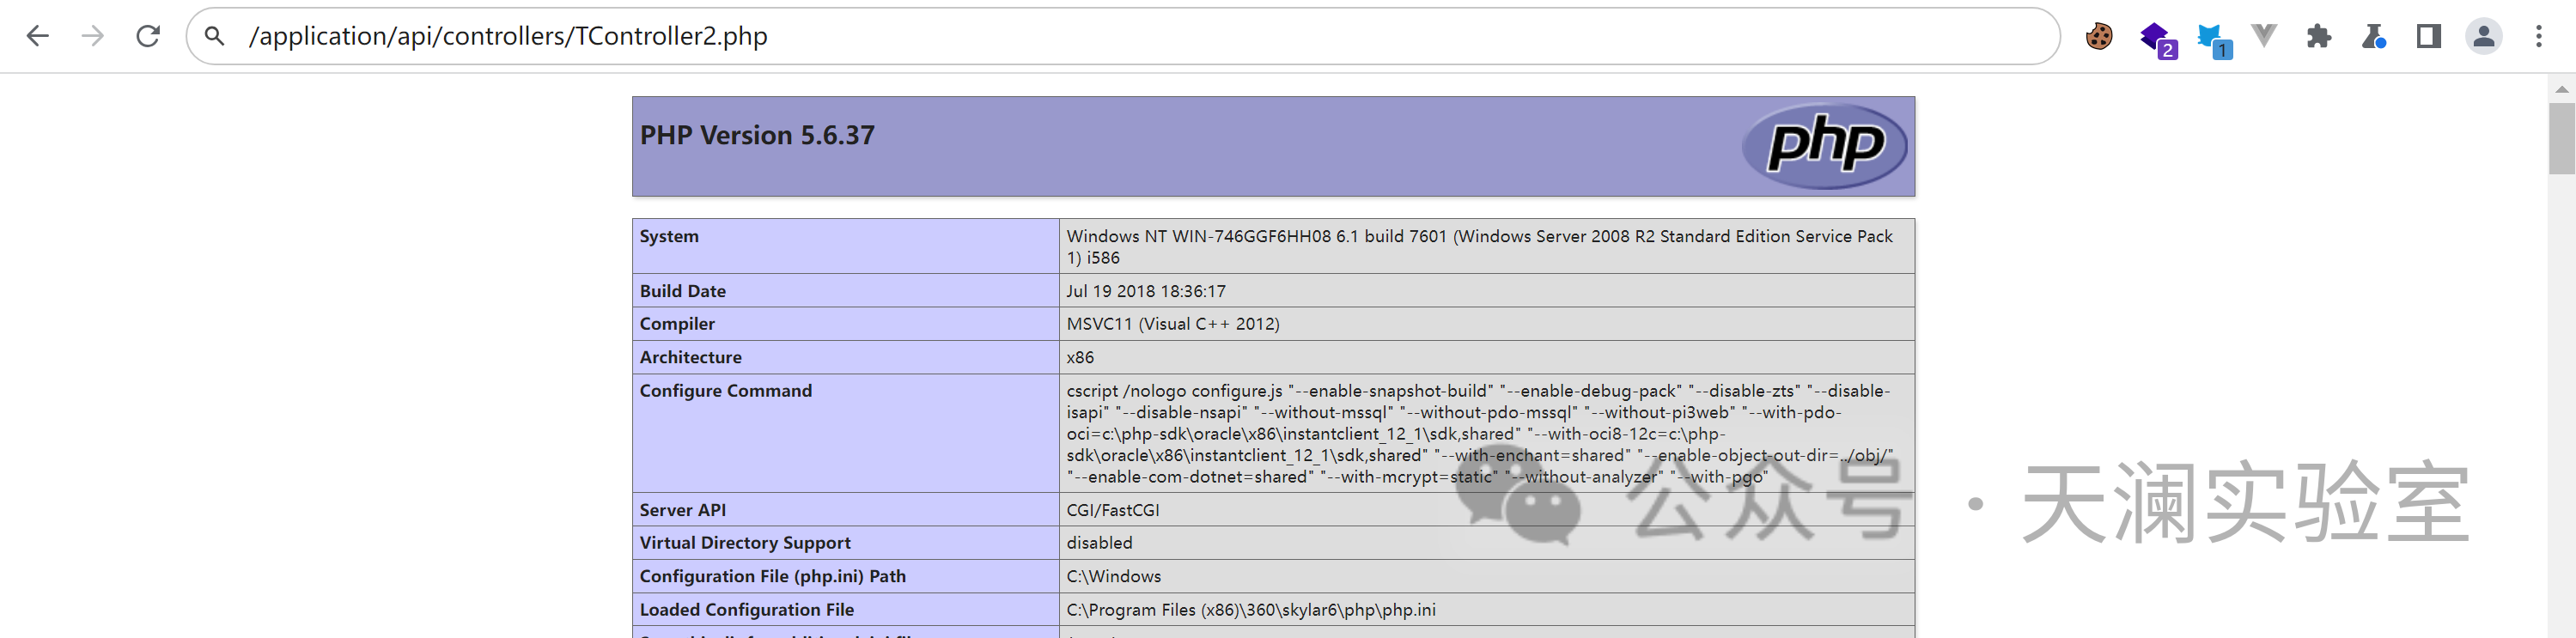 /application/api/controllers/TController2.php
2
1
PHP Version 5.6.37
php
System
Windows NT WIN-746GGF6HH08 6.1 build 7601 (Windows Server 2008 R2 Standard Edition Service Pack
1) i586
Build Date
Jul 19 2018 18:36:17
Compiler
MSVC11 (Visual C++ 2012)
Architecture
x86
Configure Command
cscript /nologo configure.js "--enable-snapshot-build" "--enable-debug-pack" "--disable-zts" "--disable-
isapi" "--disable-nsapi" "--without-mssql" "--without-pdo-mssql" "--without-pi3web" "--with-pdo-
oci=c:\php-sdk\oracle\x86\instantclient_12_1\sdk,shared" "--with-oci8-12c=c:\php-
sdk\oracle\x86\instantclient_12_1\sdk,shared" "--with-enchant=shared" "--enable-object-out-dir=../obj/"
"--enable-com-dotnet=shared" "--with-mcrypt=static" "--without-analyzer" "--with-pgo"
Server API
CGI/FastCGI
Virtual Directory Support
disabled
Configuration File (php.ini) Path
C:\Windows
Loaded Configuration File
C:\Program Files (x86)\360\skylar6\php\php.ini
公众号 · 天澜实验室